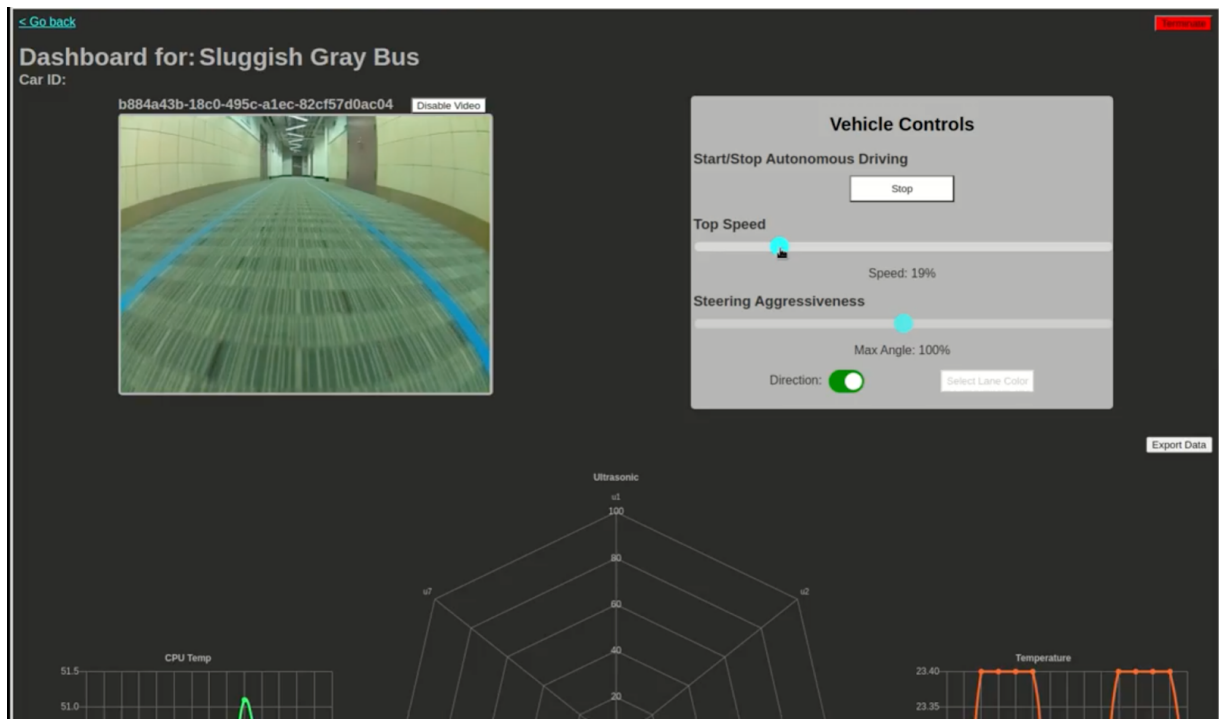 < Go back
Terminate
Dashboard for: Sluggish Gray Bus
Car ID:
b884a43b-18c0-495c-a1ec-82cf57d0ac04
Disable Video
Vehicle Controls
Start/Stop Autonomous Driving
Stop
Top Speed
Speed: 19%
Steering Aggressiveness
Max Angle: 100%
Direction:
Select Lane Color
Export Data
Ultrasonic
u1
100
80
u7
u2
60
40
20
CPU Temp
51.5
51.0
Temperature
23.40
23.35